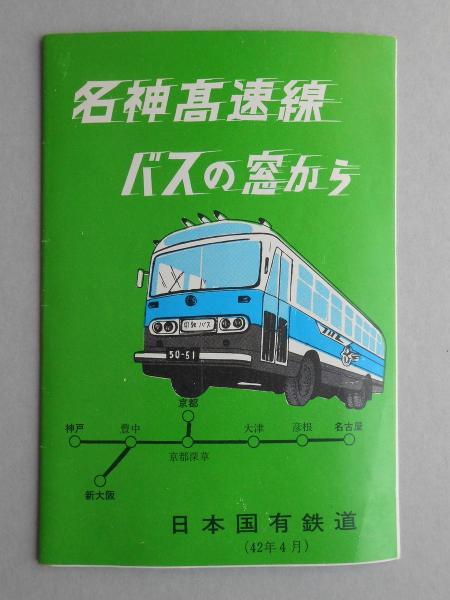 名神髙速線
バスの窓から
国鉄バス
50-51
京都
神戸
豊中
大津
彦根
名古屋
京都深草
新大阪
日本国有鉄道
(42年4月)